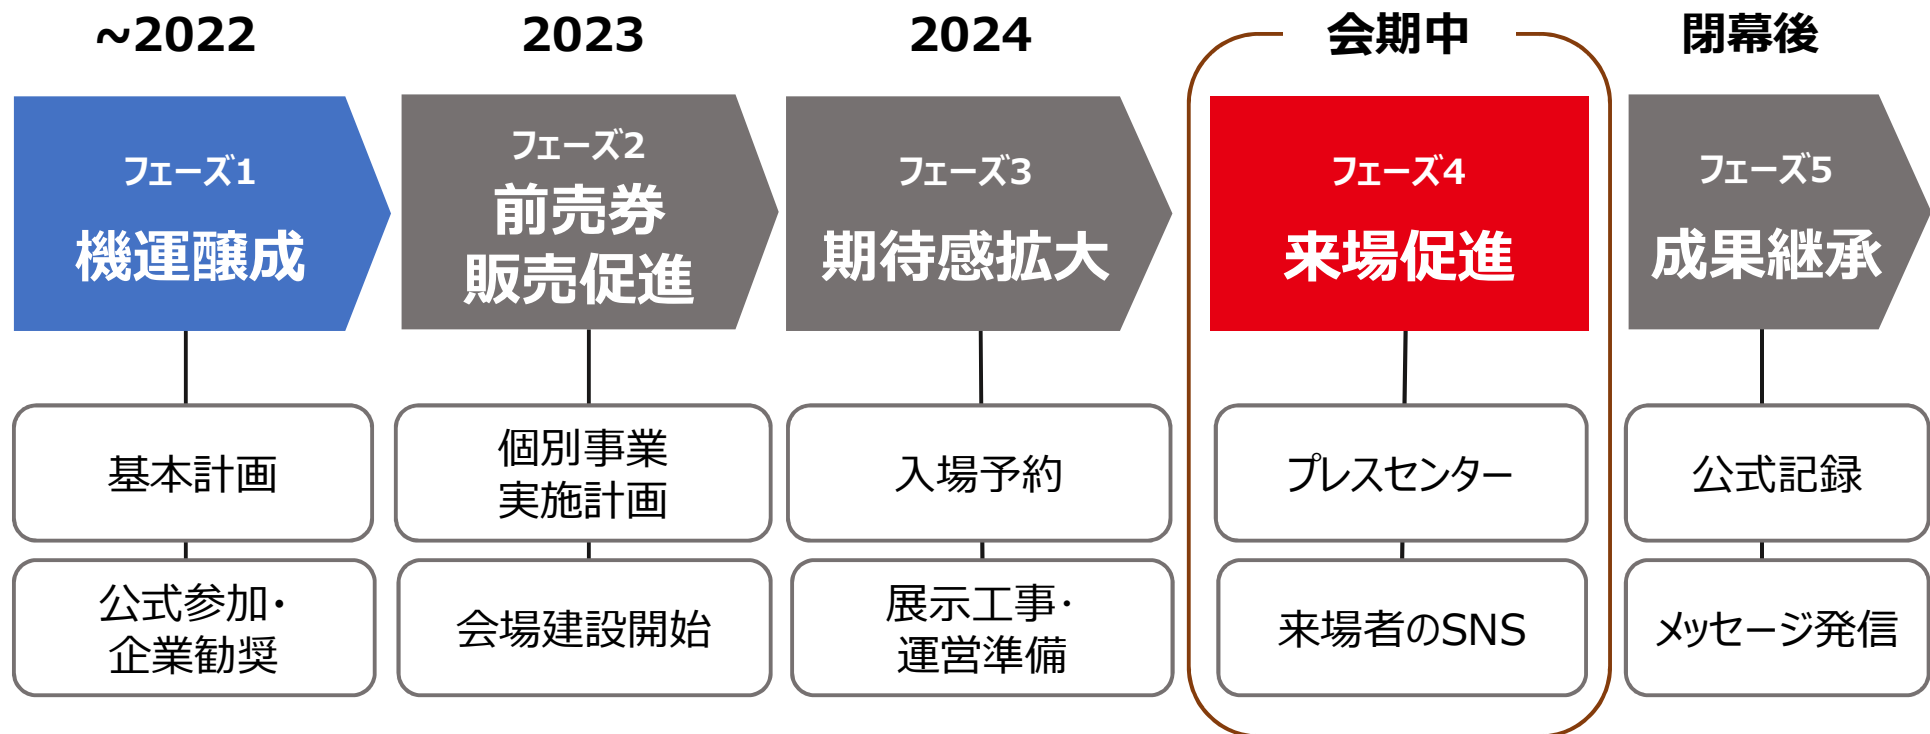 ~2022
2023
2024
会期中
閉幕後
フェーズ1
機運醸成
フェーズ2
前売券
販売促進
フェーズ3
期待感拡大
フェーズ4
来場促進
フェーズ5
成果継承
基本計画
個別事業
実施計画
入場予約
プレスセンター
公式記録
公式参加・
企業勧奨
会場建設開始
展示工事・
運営準備
来場者のSNS
メッセージ発信